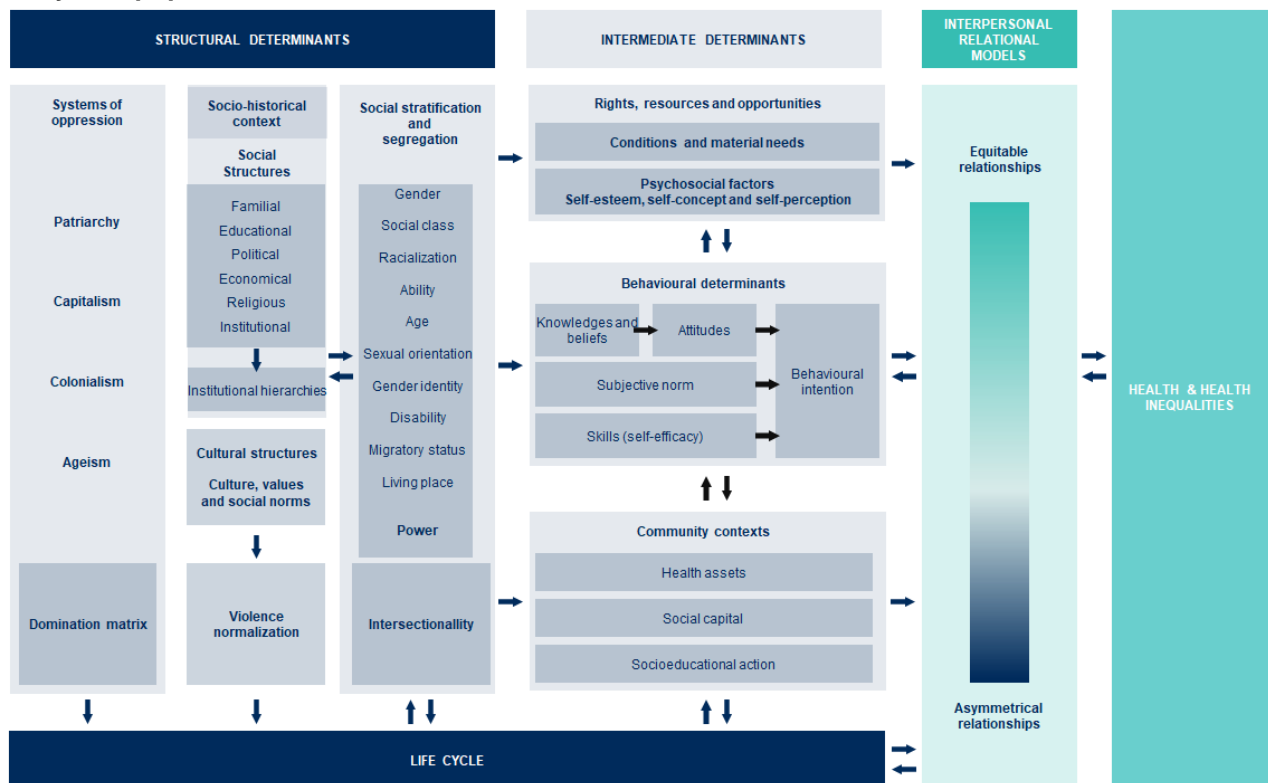 STRUCTURAL DETERMINANTS
INTERMEDIATE DETERMINANTS
INTERPERSONAL
RELATIONAL
MODELS
Systems of
oppression
Patriarchy
Capitalism
Colonialism
Ageism
Domination matrix
Socio-historical
context
Social
Structures
Familial
Educational
Political
Economical
Religious
Institutional
Institutional hierarchies
Cultural structures
Culture, values
and social norms
Violence
normalization
Social stratification
and
segregation
Gender
Social class
Racialization
Ability
Age
Sexual orientation
Gender identity
Disability
Migratory status
Living place
Power
Intersectionallity
Rights, resources and opportunities
Conditions and material needs
Psychosocial factors
Self-esteem, self-concept and self-perception
Behavioural determinants
Knowledges and
beliefs
Attitudes
Subjective norm
Skills (self-efficacy)
Behavioural
intention
Community contexts
Health assets
Social capital
Socioeducational action
Equitable
relationships
Asymmetrical
relationships
HEALTH & HEALTH
INEQUALITIES
LIFE CYCLE